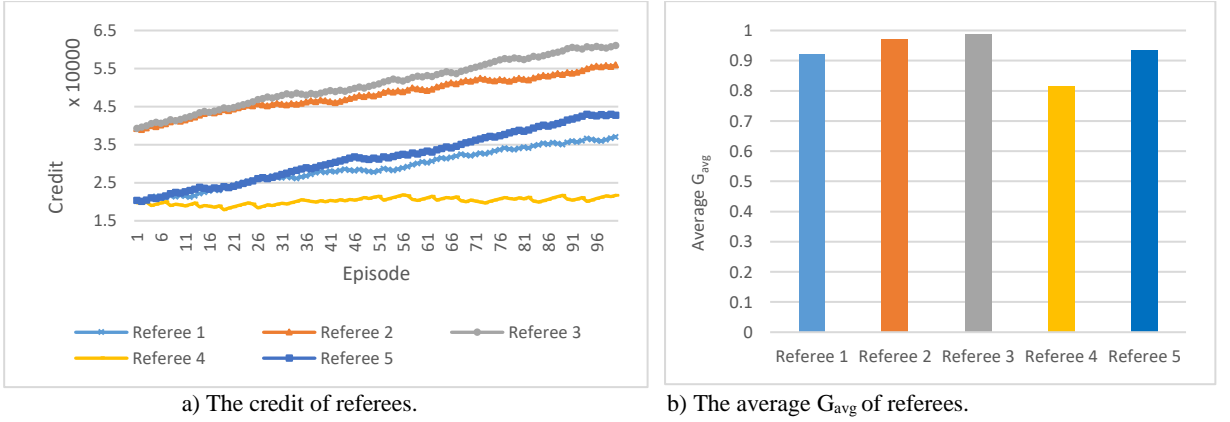 6.5
5.5
4.5
3.5
2.5
1.5
x 10000
Credit
1 6 11 16 21 26 31 36 41 46 51 56 61 66 71 76 81 86 91 96
Episode
Referee 1 Referee 2 Referee 3
Referee 4 Referee 5
a) The credit of referees.
1
0.9
0.8
0.7
0.6
0.5
0.4
0.3
0.2
0.1
0
Average Gavg
Referee 1 Referee 2 Referee 3 Referee 4 Referee 5
b) The average Gavg of referees.